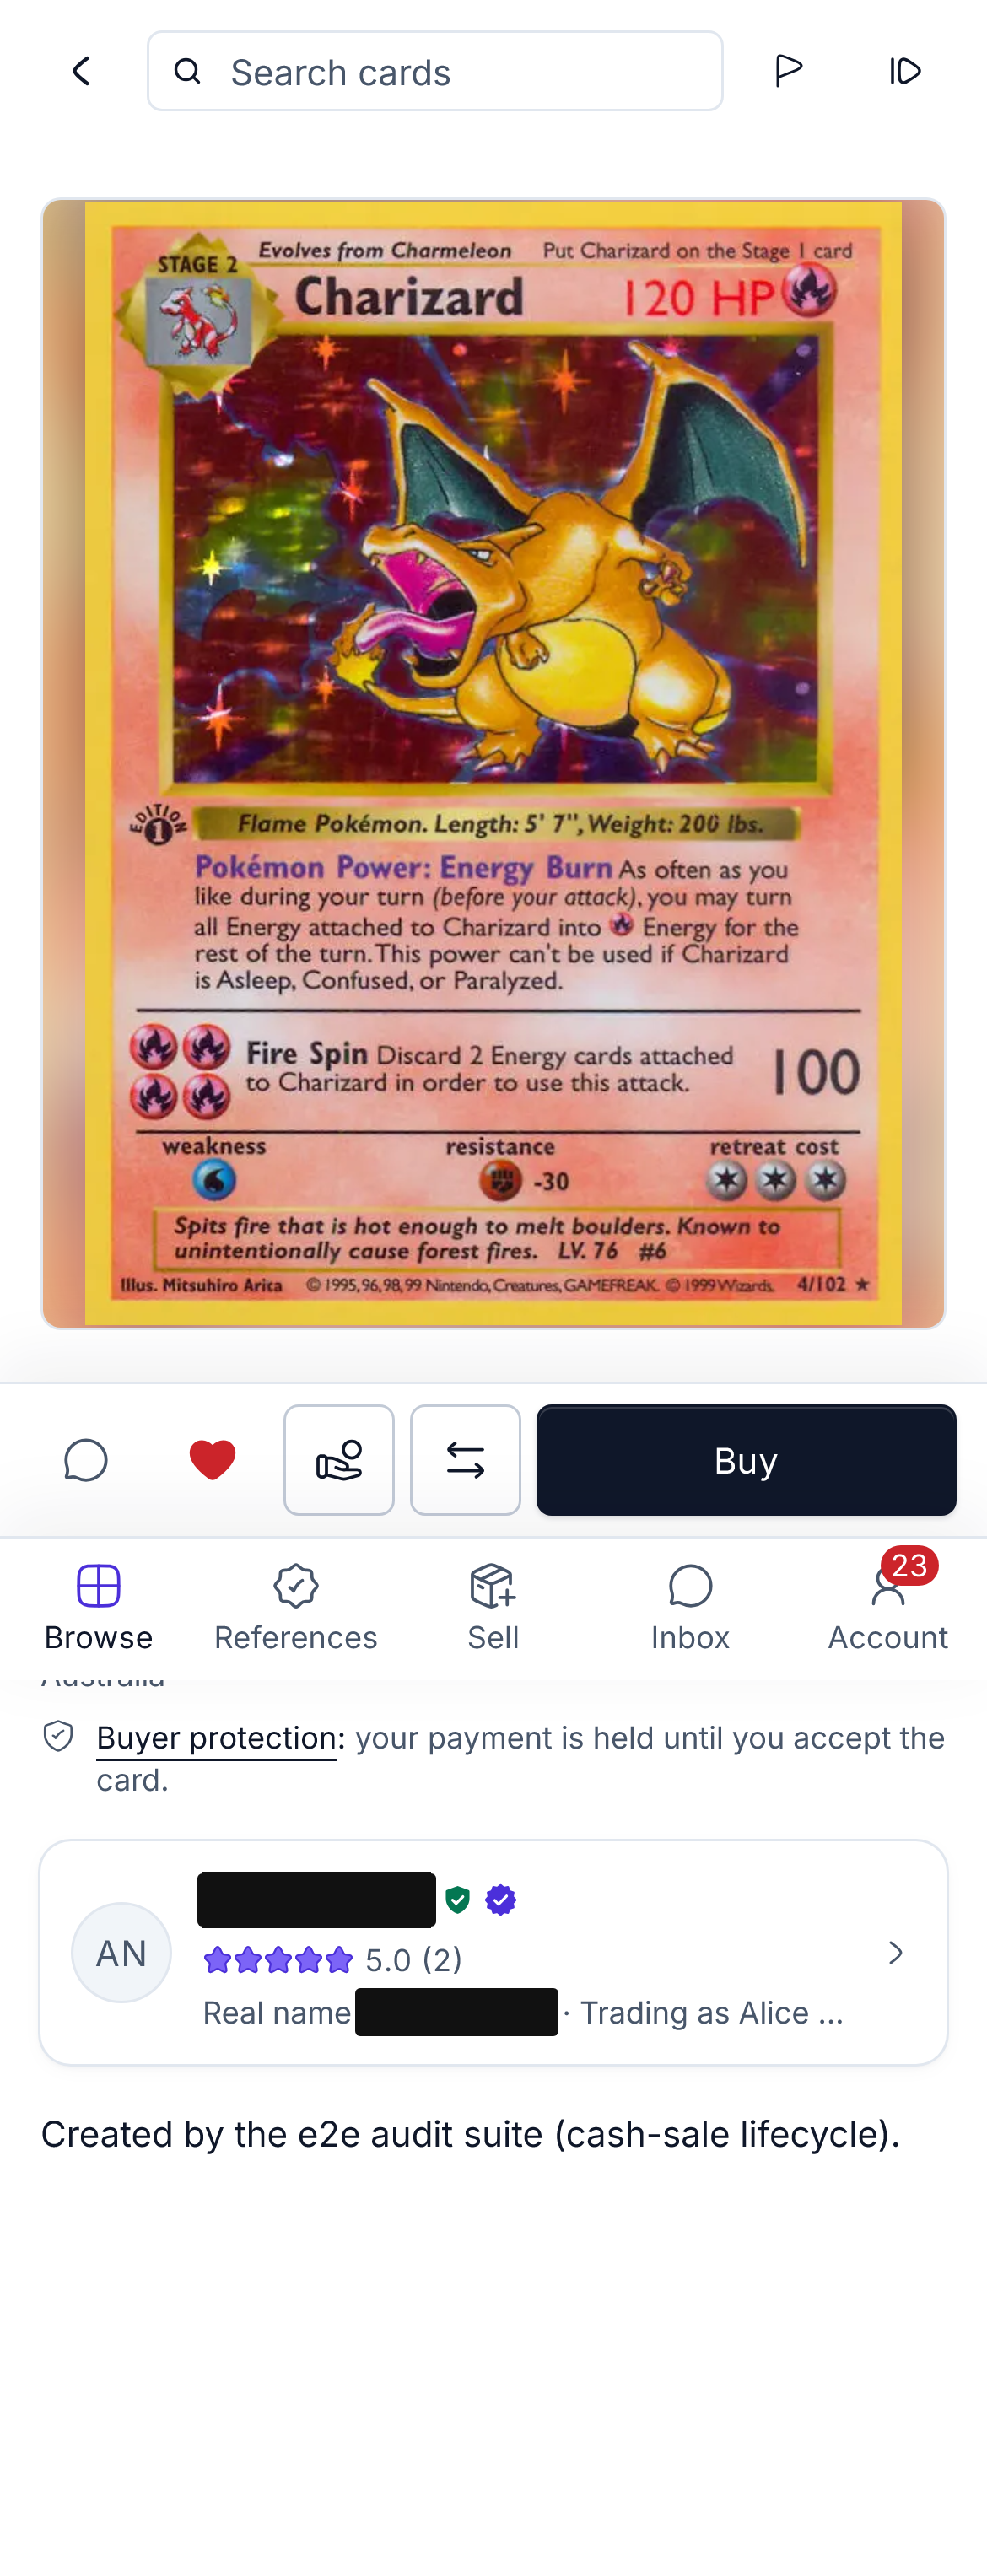 Search cards
Evolves from Charmeleon Put Charizard on the Stage 1 card
STAGE 2
Charizard 120 HP
EDITION 1
Flame Pokémon. Length: 5' 7", Weight: 200 lbs.
Pokémon Power: Energy Burn As often as you
like during your turn (before your attack), you may turn
all Energy attached to Charizard into Energy for the
rest of the turn. This power can't be used if Charizard
is Asleep, Confused, or Paralyzed.
Fire Spin Discard 2 Energy cards attached
to Charizard in order to use this attack.
100
weakness resistance retreat cost
-30
Spits fire that is hot enough to melt boulders. Known to
unintentionally cause forest fires. LV. 76 #6
Illus. Mitsuhiro Arita ©1995, 96, 98, 99 Nintendo, Creatures, GAMEFREAK. © 1999 Wizards. 4/102 ★
Buy
23
Browse References Sell Inbox Account
Australia
Buyer protection: your payment is held until you accept the
card.
AN
5.0 (2)
Real name · Trading as Alice ...
Created by the e2e audit suite (cash-sale lifecycle).